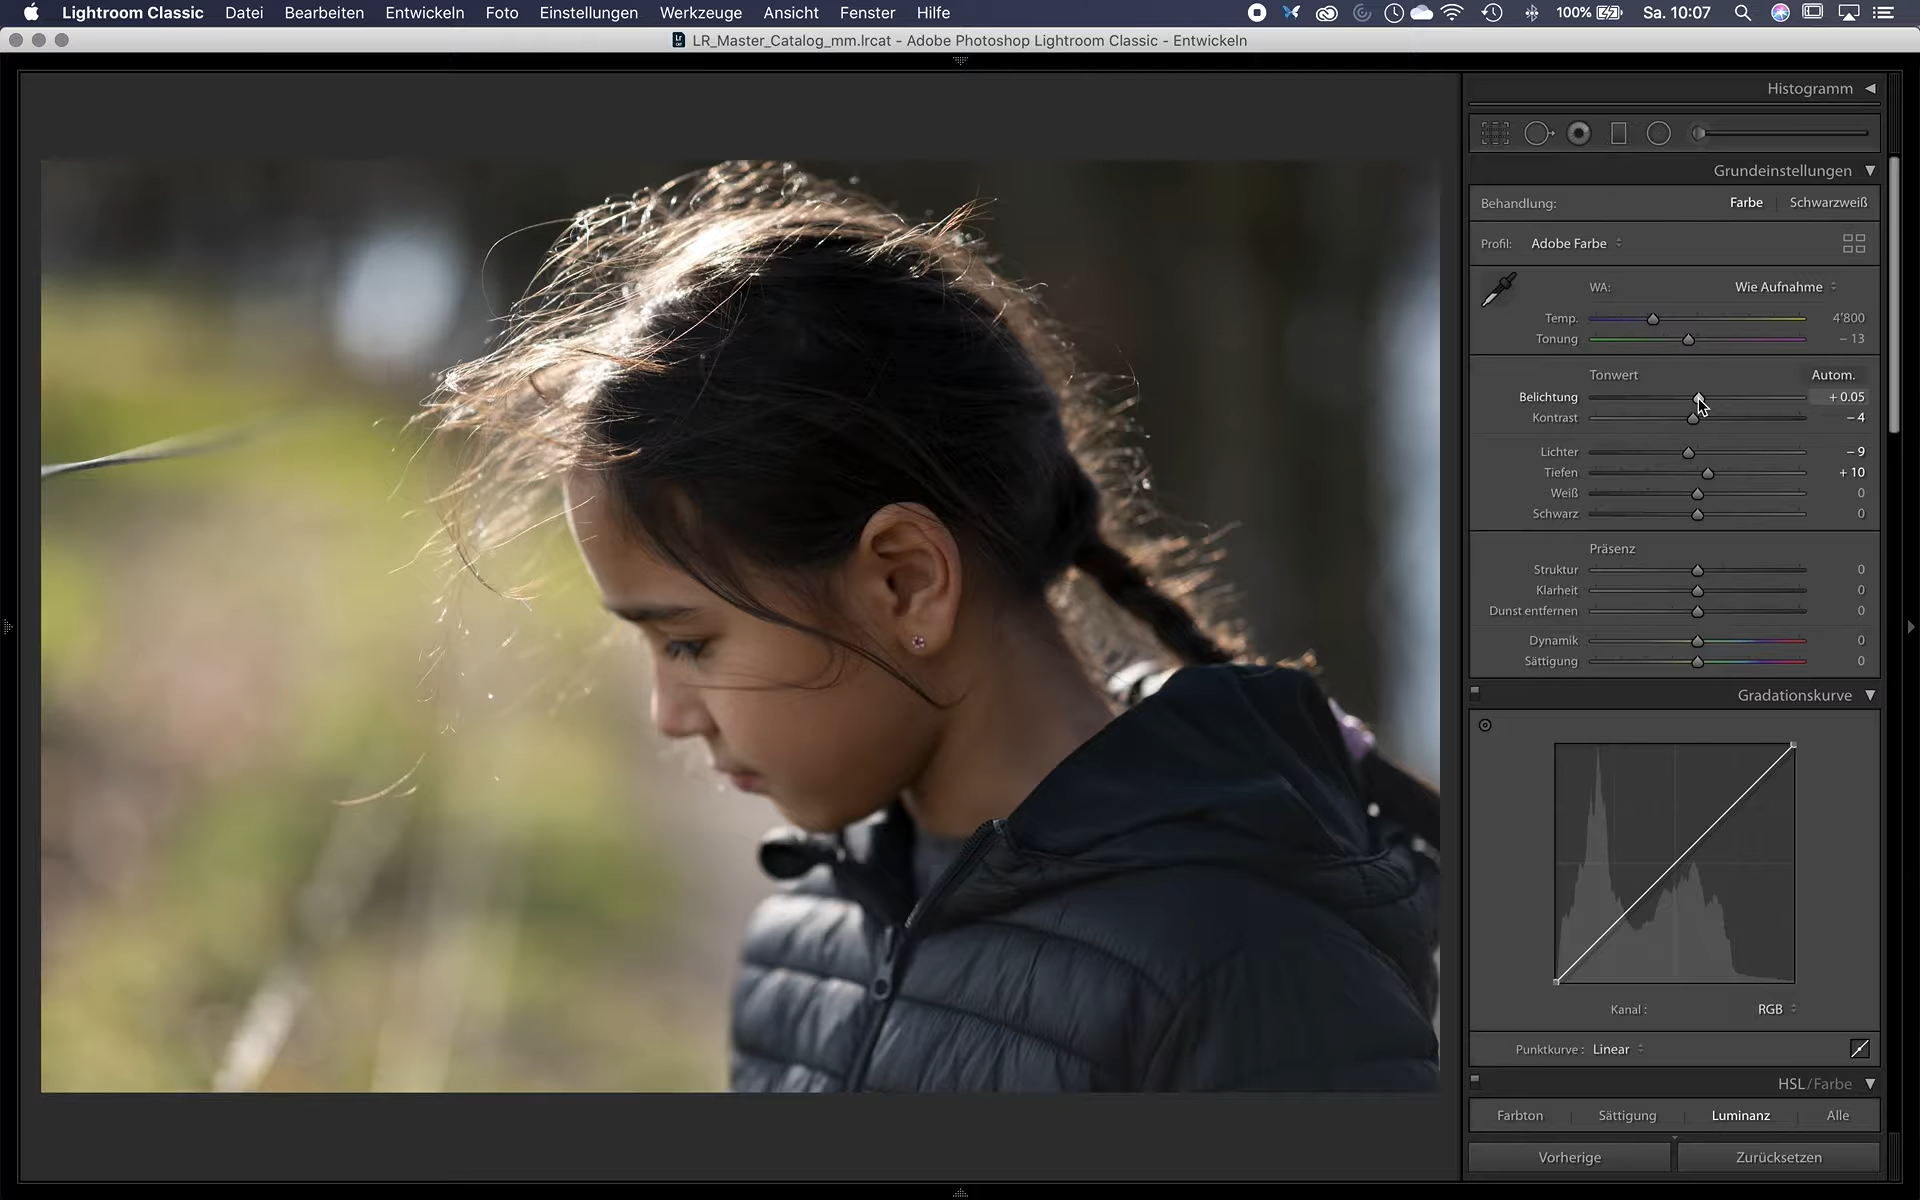 Lightroom Classic Datei Bearbeiten Entwickeln Foto Einstellungen Werkzeuge Ansicht Fenster Hilfe 100% Sa. 10:07
LR_Master_Catalog_mm.lrcat - Adobe Photoshop Lightroom Classic - Entwickeln
Histogramm
Grundeinstellungen
Behandlung: Farbe Schwarzweiß
Profil: Adobe Farbe
WA: Wie Aufnahme
Temp. 4'800
Tonung – 13
Tonwert Autom.
Belichtung + 0.05
Kontrast – 4
Lichter – 9
Tiefen + 10
Weiß 0
Schwarz 0
Präsenz
Struktur 0
Klarheit 0
Dunst entfernen 0
Dynamik 0
Sättigung 0
Gradationskurve
Kanal : RGB
Punktkurve : Linear
HSL / Farbe
Farbton Sättigung Luminanz Alle
Vorherige Zurücksetzen